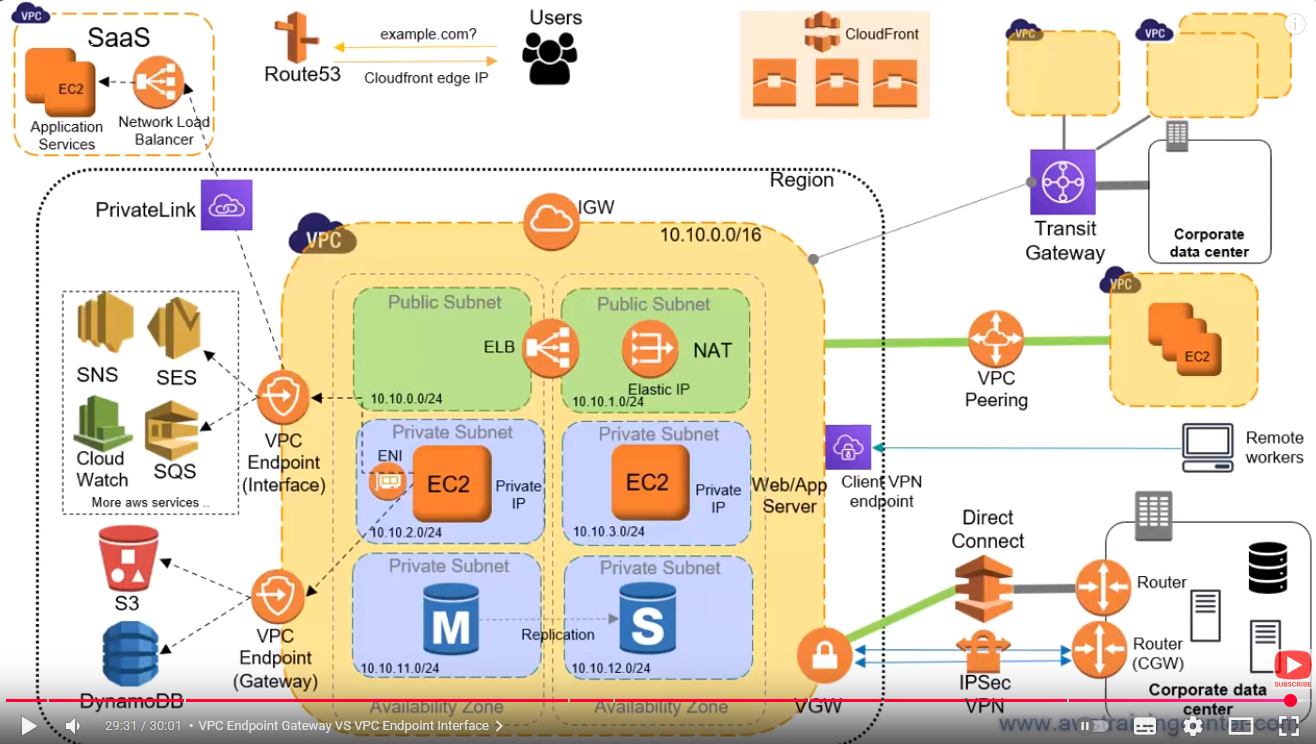 VPC
SaaS
EC2
Application
Services
Network Load
Balancer
Route53
example.com?
Cloudfront edge IP
Users
CloudFront
VPC
VPC
Transit
Gateway
Corporate
data center
Region
PrivateLink
VPC
IGW
10.10.0.0/16
Public Subnet
10.10.0.0/24
ELB
Public Subnet
NAT
Elastic IP
10.10.1.0/24
SNS
SES
Cloud
Watch
SQS
More aws services ..
VPC
Endpoint
(Interface)
Private Subnet
ENI
EC2
Private
IP
10.10.2.0/24
Private Subnet
EC2
Private
IP
10.10.3.0/24
Web/App
Server
VPC
Peering
VPC
EC2
Client VPN
endpoint
Remote
workers
S3
DynamoDB
VPC
Endpoint
(Gateway)
Private Subnet
M
10.10.11.0/24
Replication
Private Subnet
S
10.10.12.0/24
Availability Zone
Availability Zone
VGW
Direct
Connect
IPSec
VPN
Router
Router
(CGW)
Corporate data
center
SUBSCRIBE
29:31 / 30:01 • VPC Endpoint Gateway VS VPC Endpoint Interface